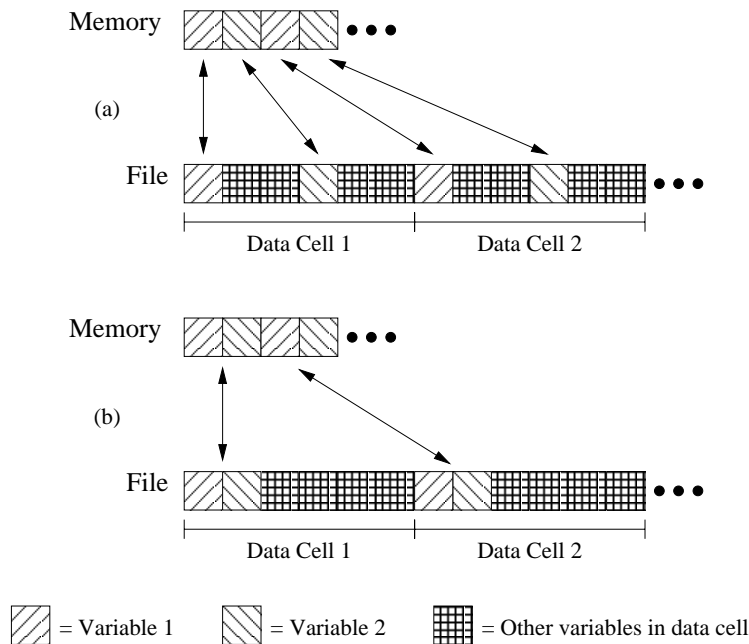 Memory
(a)
File
Data Cell 1 Data Cell 2
Memory
(b)
File
Data Cell 1 Data Cell 2
= Variable 1 = Variable 2 = Other variables in data cell